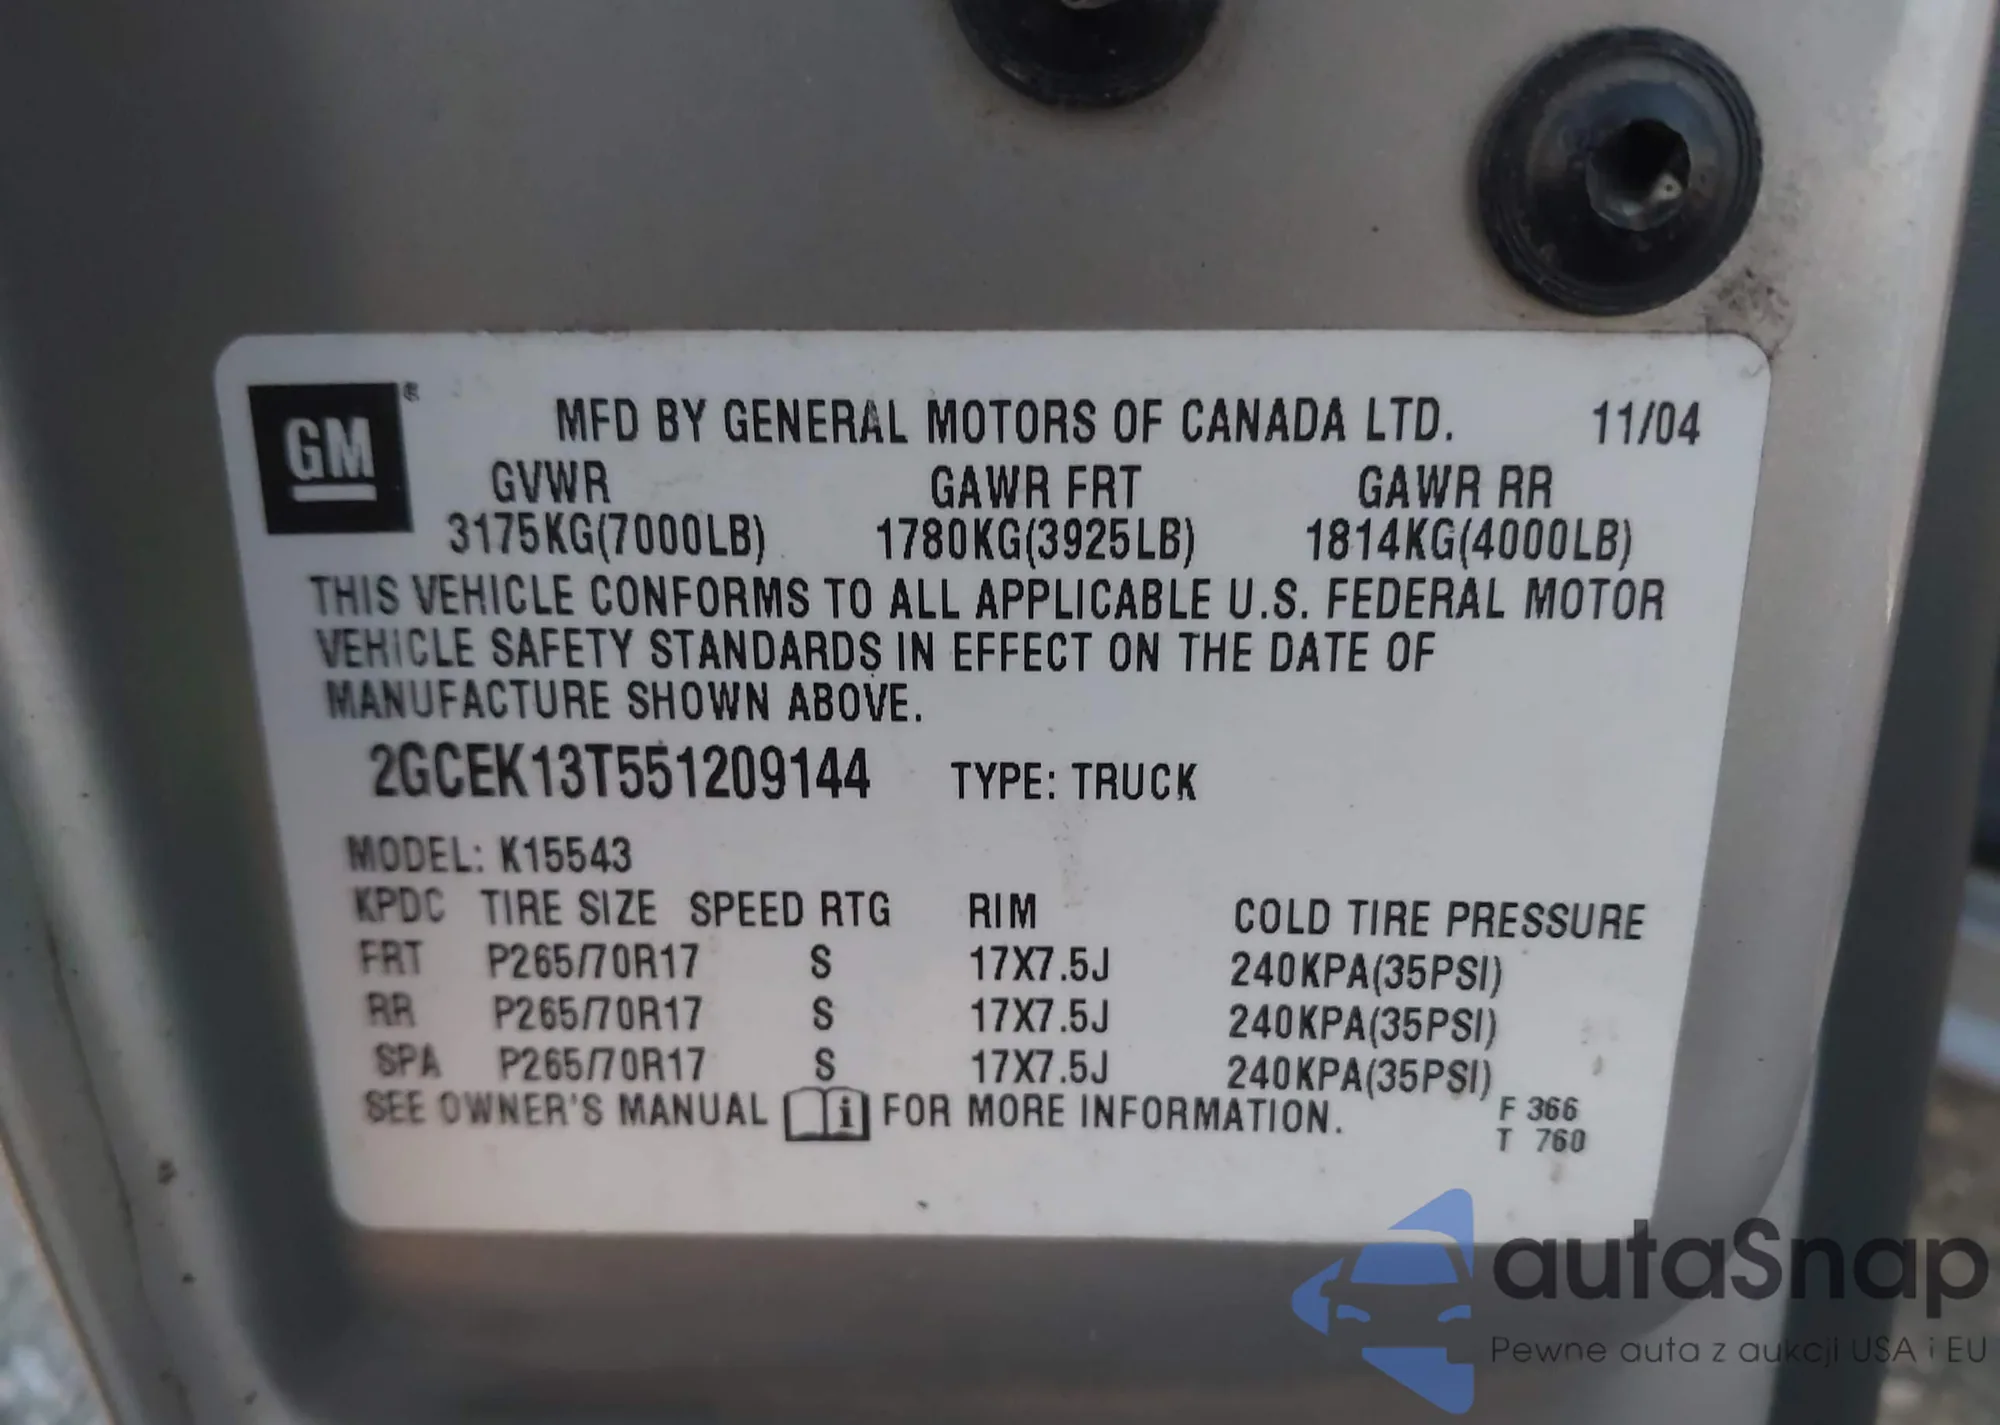 GM®
MFD BY GENERAL MOTORS OF CANADA LTD. 11/04
GVWR GAWR FRT GAWR RR
3175KG(7000LB) 1780KG(3925LB) 1814KG(4000LB)
THIS VEHICLE CONFORMS TO ALL APPLICABLE U.S. FEDERAL MOTOR
VEHICLE SAFETY STANDARDS IN EFFECT ON THE DATE OF
MANUFACTURE SHOWN ABOVE.
2GCEK13T551209144 TYPE: TRUCK
MODEL: K15543
KPDC TIRE SIZE SPEED RTG RIM COLD TIRE PRESSURE
FRT P265/70R17 S 17X7.5J 240KPA(35PSI)
RR P265/70R17 S 17X7.5J 240KPA(35PSI)
SPA P265/70R17 S 17X7.5J 240KPA(35PSI)
SEE OWNER'S MANUAL i FOR MORE INFORMATION.
F 366
T 760
autaSnap
Pewne auta z aukcji USA i EU